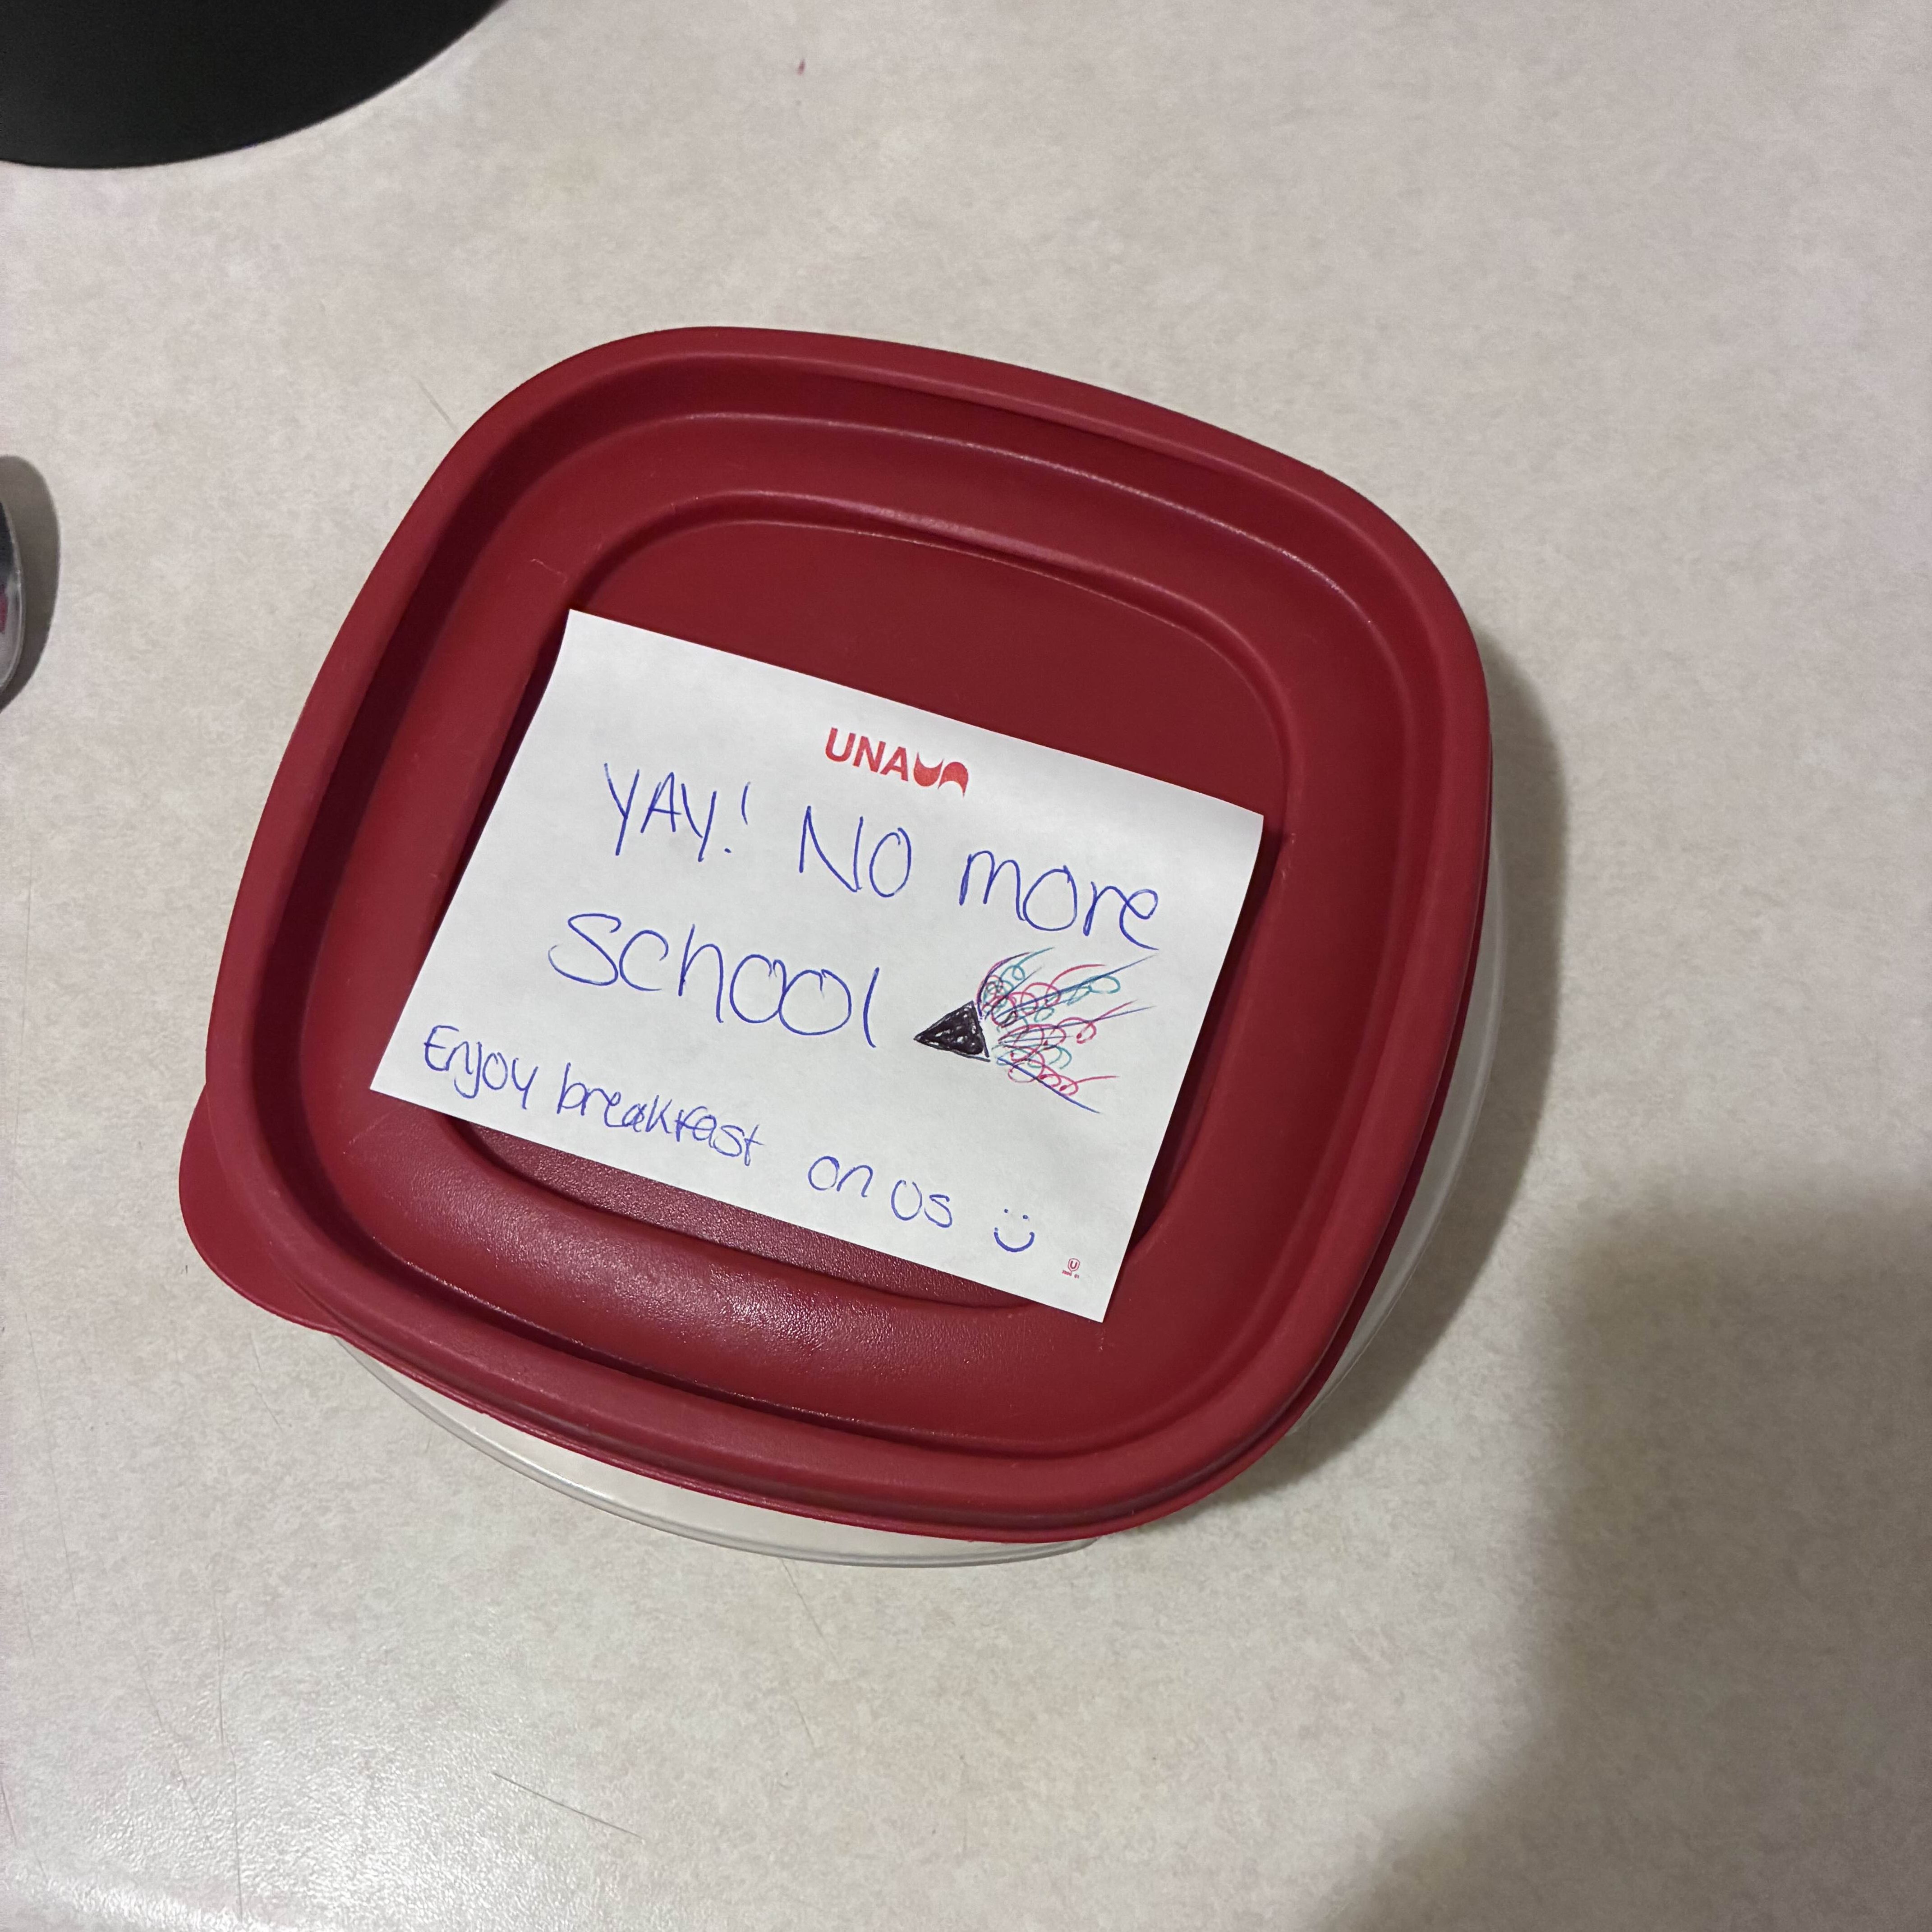 UNA
YAY! NO more
school
Enjoy breakfast on us